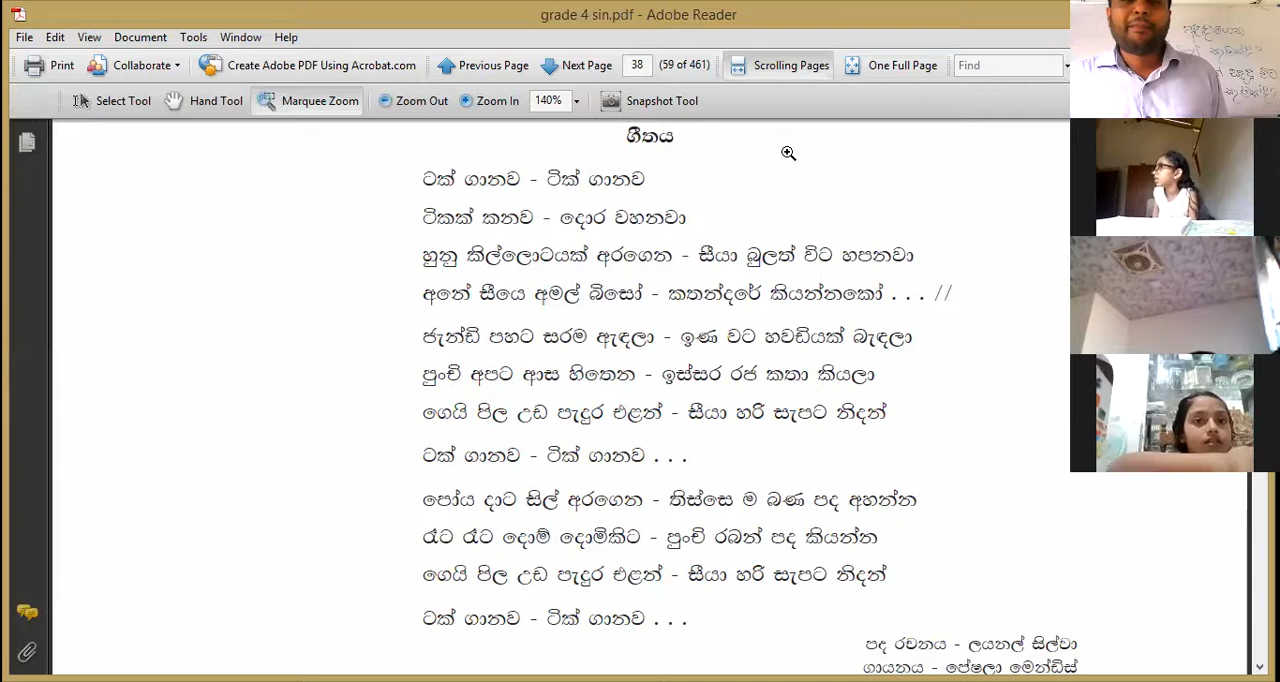 grade 4 sin.pdf - Adobe Reader
File Edit View Document Tools Window Help
Print Collaborate Create Adobe PDF Using Acrobat.com Previous Page Next Page 38 (59 of 461) Scrolling Pages One Full Page Find
Select Tool Hand Tool Marquee Zoom Zoom Out Zoom In 140% Snapshot Tool
ගීතය
ටක් ගානව - ටික් ගානව
ටිකක් කනව - දොර වහනවා
හුනු කිල්ලොටයක් අරගෙන - සීයා බුලත් විට හපනවා
අනේ සීයෙ අමල් බිසෝ - කතන්දරේ කියන්නකෝ . . . //
ජැන්ඩි පහට සරම ඇඳලා - ඉණ වට හවඩියක් බැඳලා
පුංචි අපට ආස හිතෙන - ඉස්සර රජ කතා කියලා
ගෙයි පිල උඩ පැදුර එළන් - සීයා හරි සැපට නිදන්
ටක් ගානව - ටික් ගානව . . .
පෝය දාට සිල් අරගෙන - තිස්සෙ ම බණ පද අහන්න
රෑට රෑට දොම් දොම්කිට - පුංචි රබන් පද කියන්න
ගෙයි පිල උඩ පැදුර එළන් - සීයා හරි සැපට නිදන්
ටක් ගානව - ටික් ගානව . . .
පද රචනය - ලයනල් සිල්වා
ගායනය - පේෂලා මෙන්ඩිස්